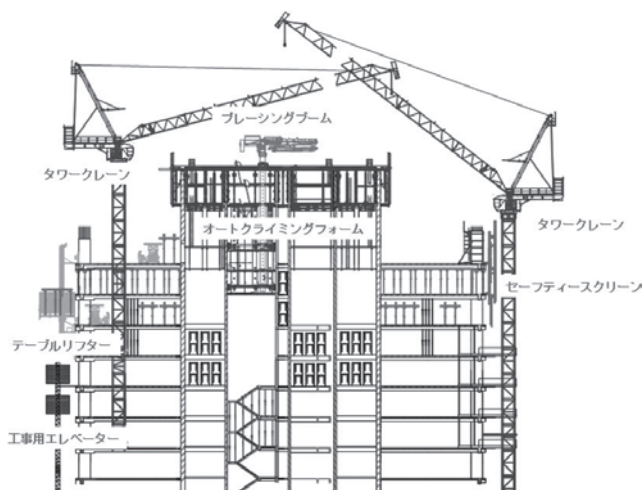 プレーシングブーム
タワークレーン
オートクライミングフォーム
タワークレーン
セーフティースクリーン
テーブルリフター
工事用エレベーター